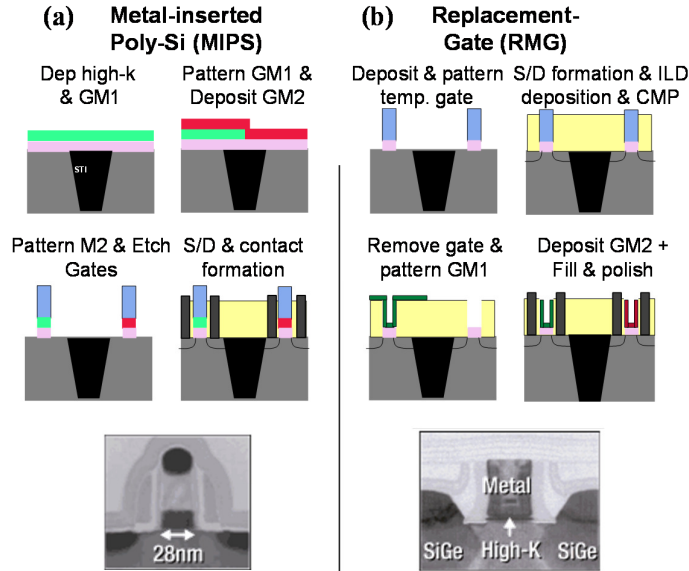 (a) Metal-inserted
Poly-Si (MIPS)
Dep high-k
& GM1
Pattern GM1 &
Deposit GM2
STI
Pattern M2 & Etch
Gates
S/D & contact
formation
28nm
(b) Replacement-
Gate (RMG)
Deposit & pattern
temp. gate
S/D formation & ILD
deposition & CMP
Remove gate &
pattern GM1
Deposit GM2 +
Fill & polish
Metal
SiGe
High-K
SiGe